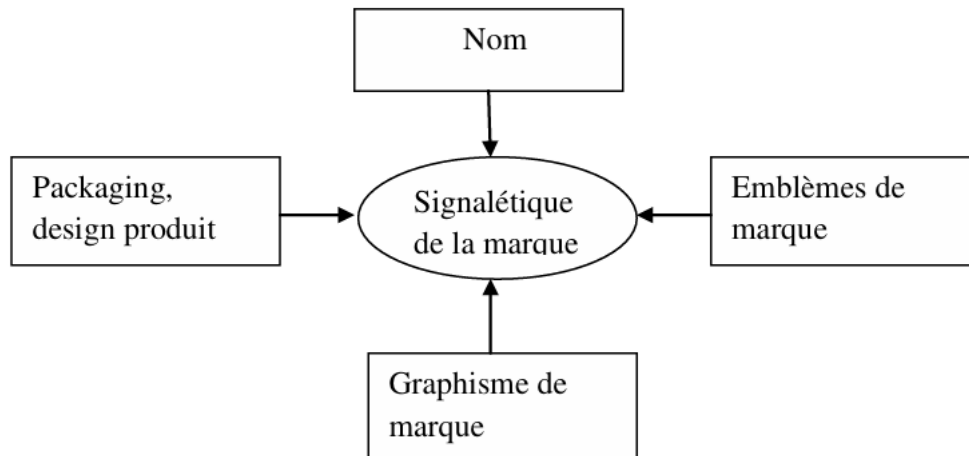 Nom
Packaging,
design produit
Signalétique
de la marque
Emblèmes de
marque
Graphisme de
marque